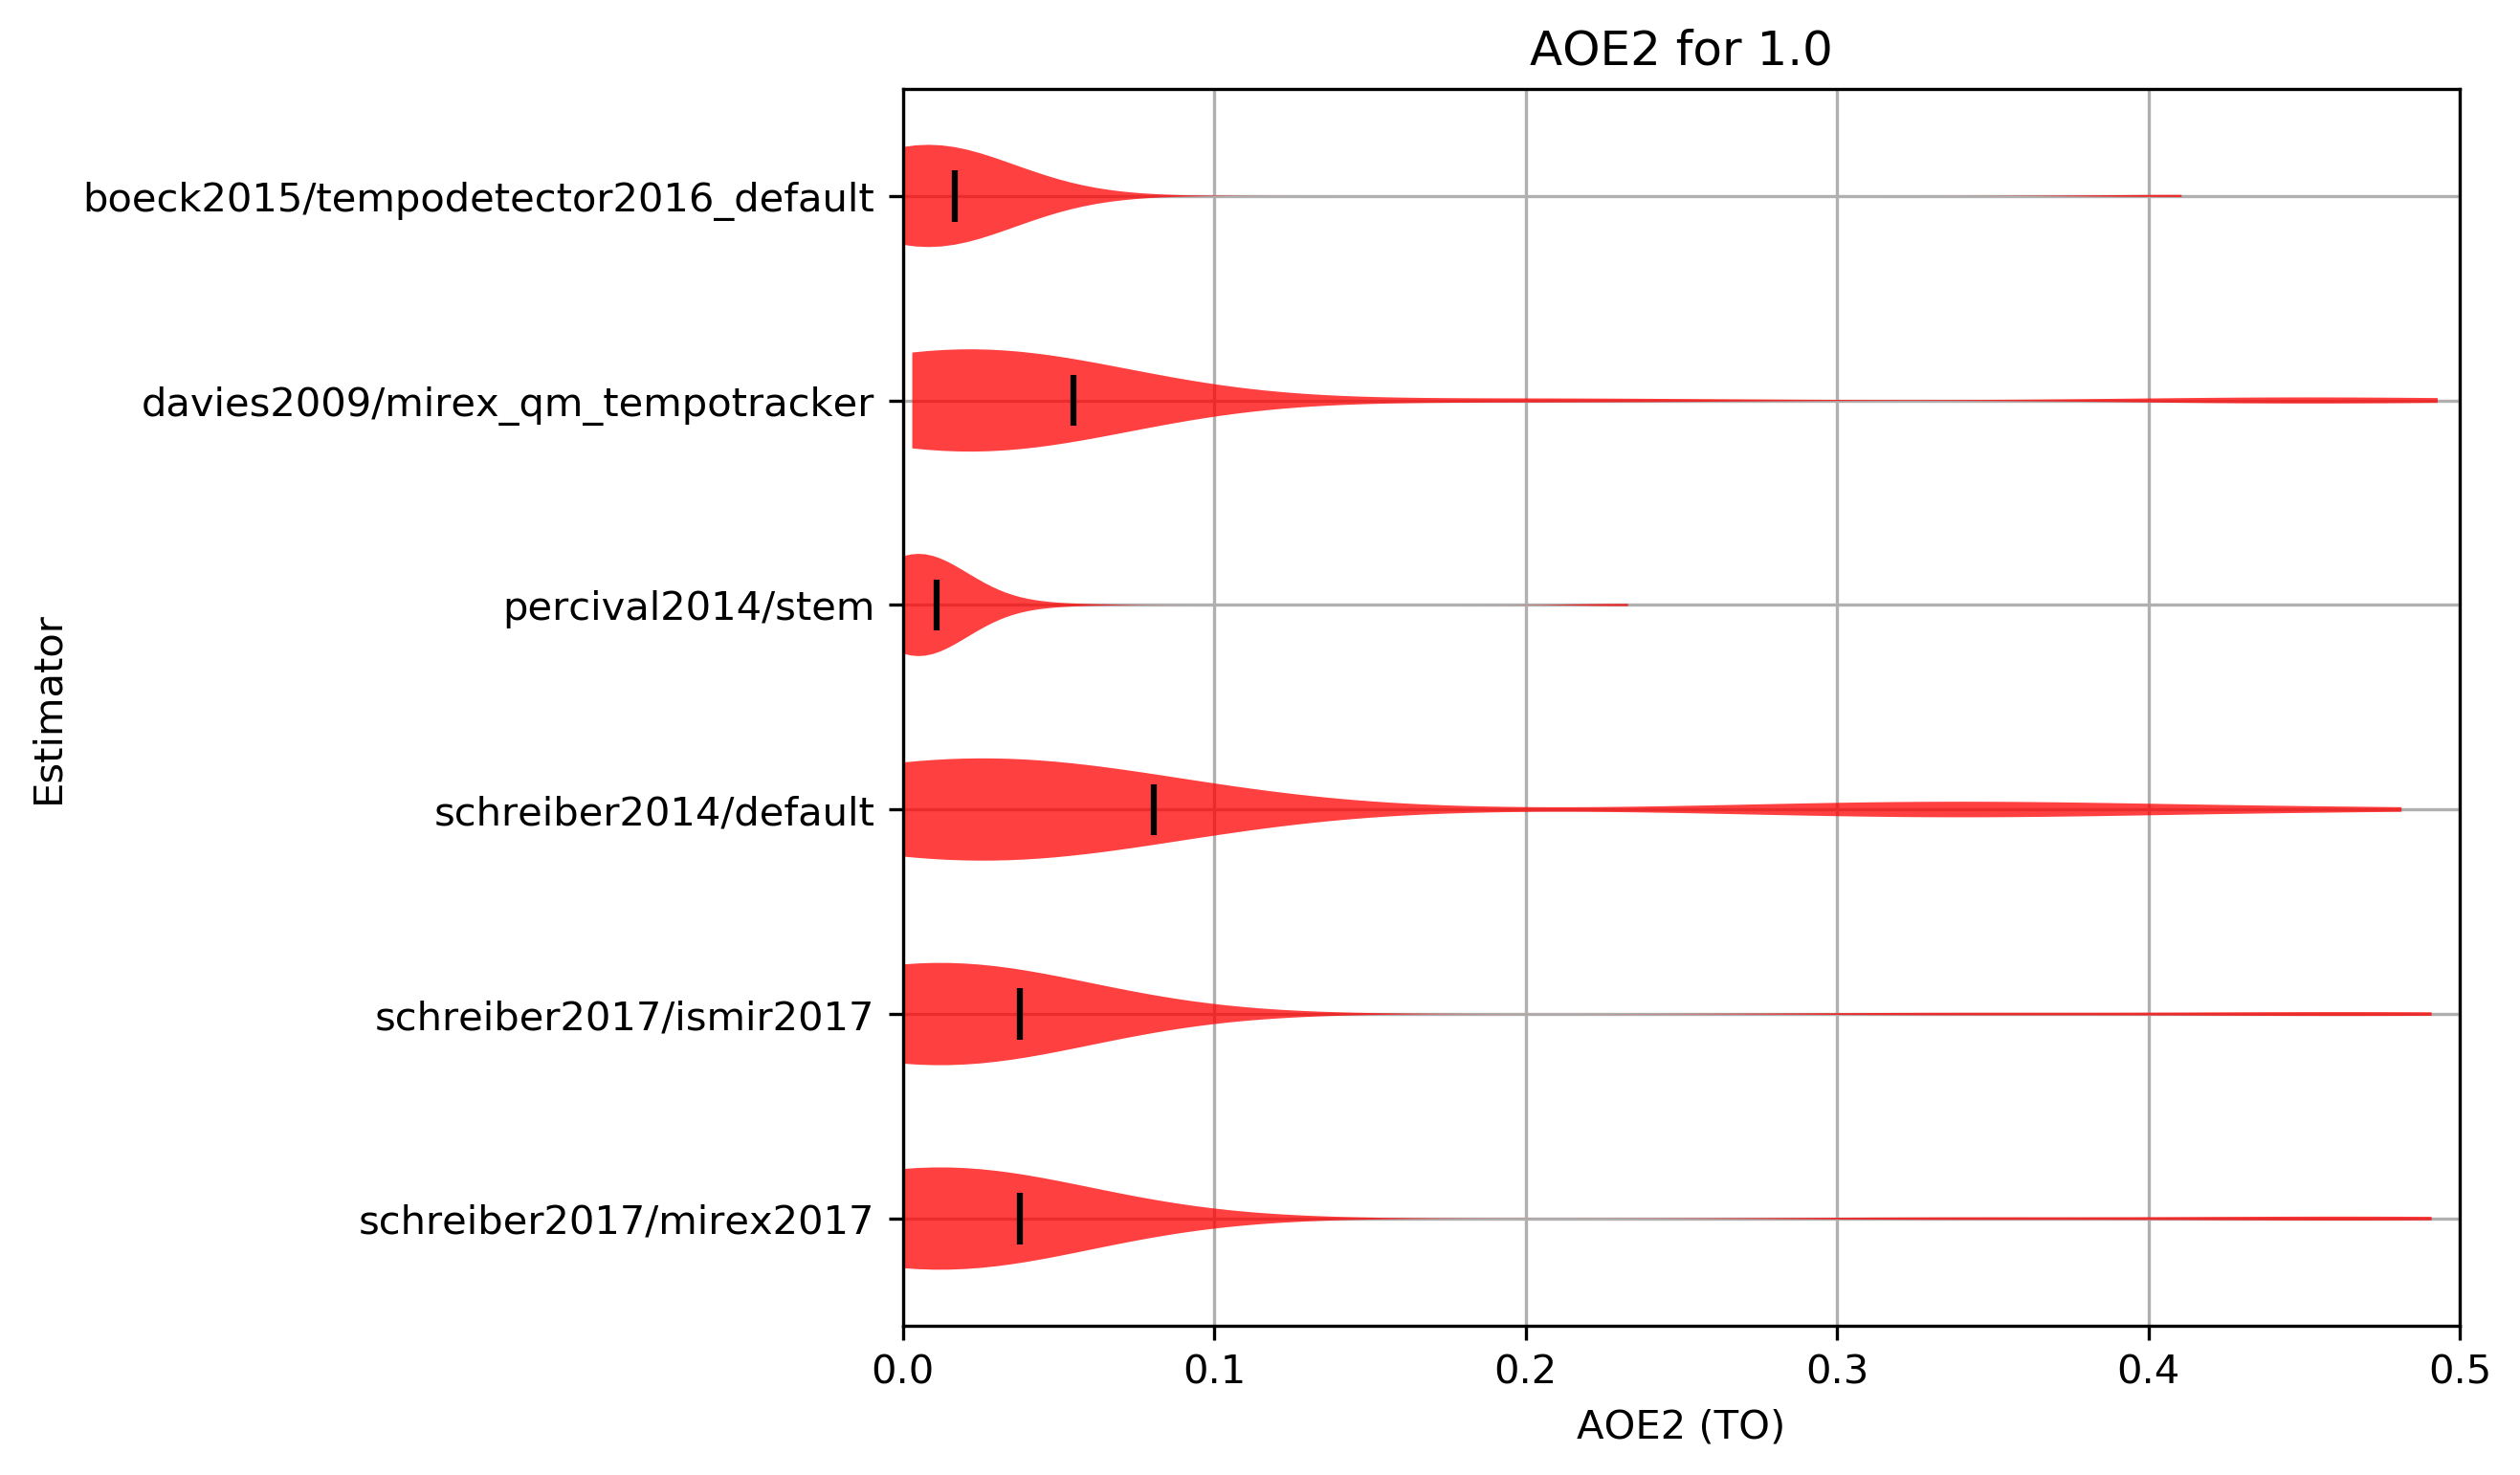 AOE2 for 1.0
boeck2015/tempodetector2016_default
davies2009/mirex_qm_tempotracker
percival2014/stem
schreiber2014/default
schreiber2017/ismir2017
schreiber2017/mirex2017
Estimator
0.0 0.1 0.2 0.3 0.4 0.5
AOE2 (TO)